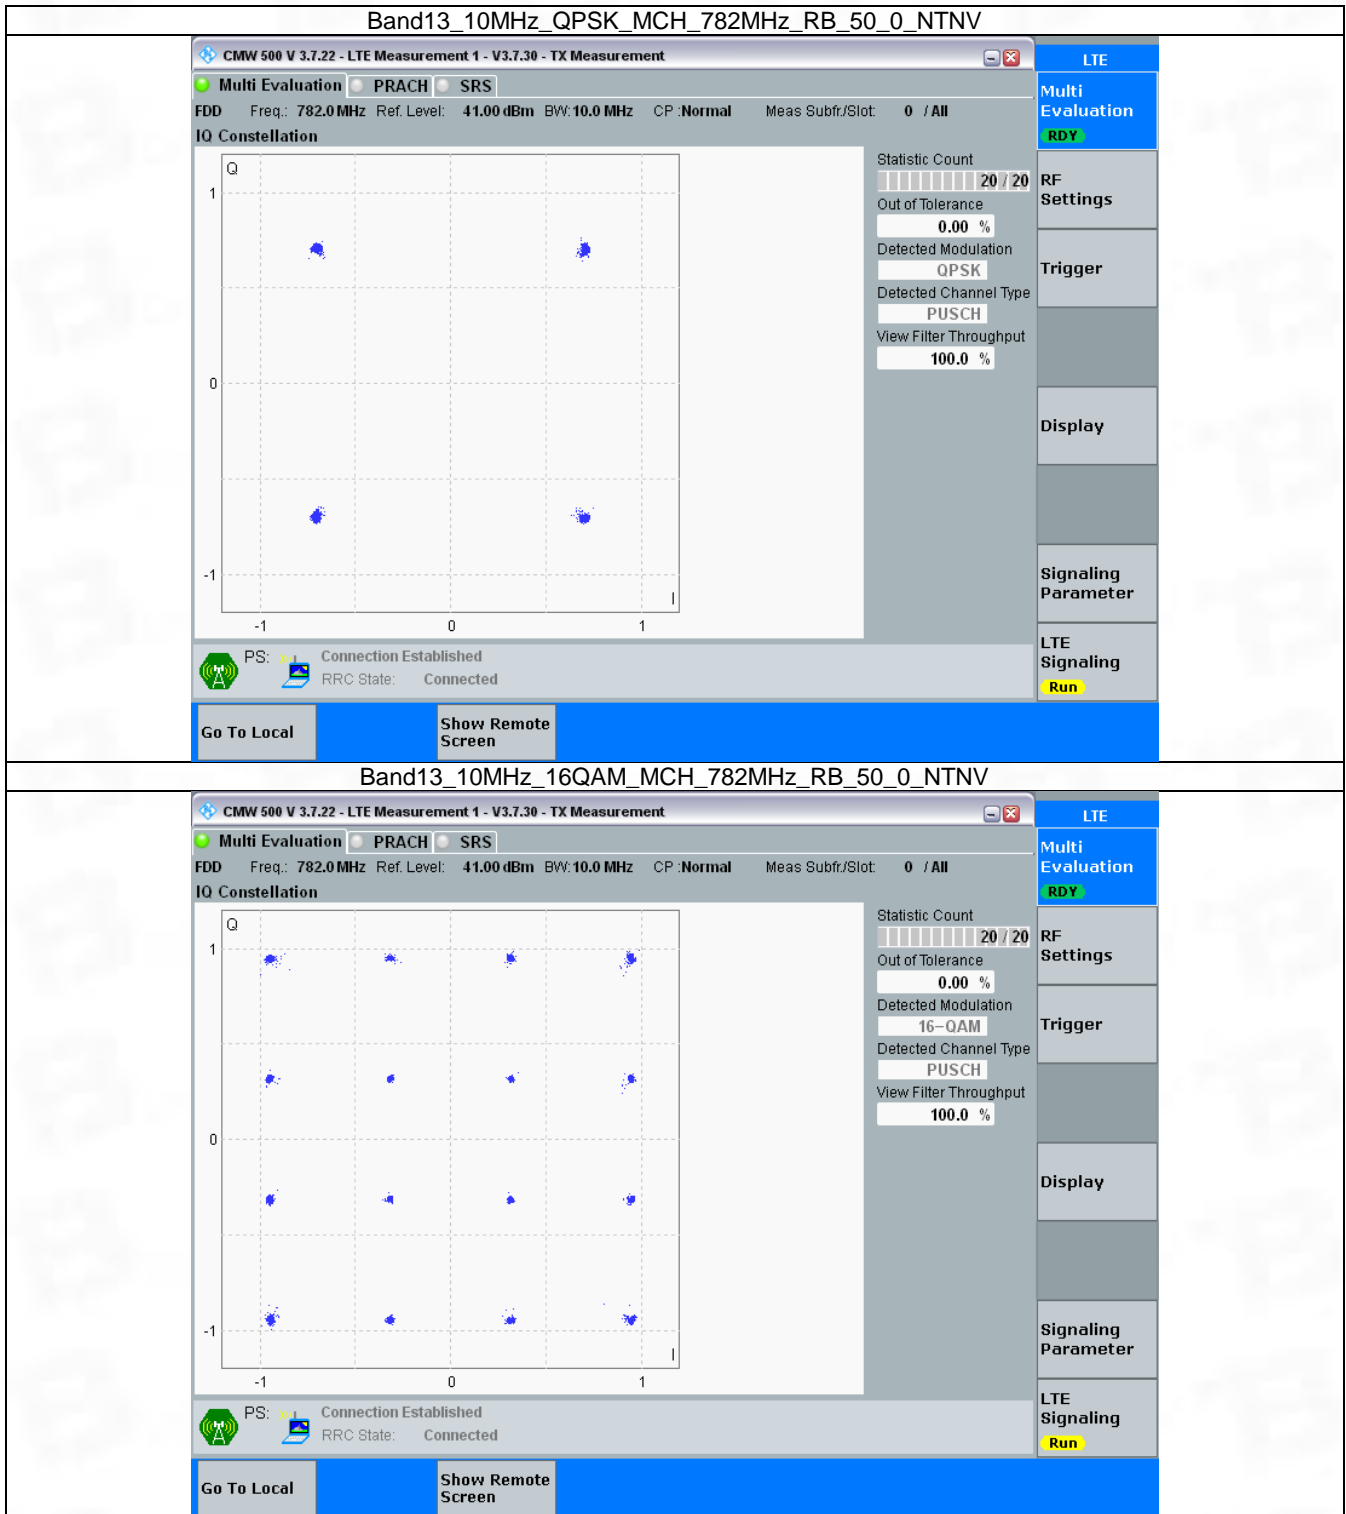 Band13_10MHz_QPSK_MCH_782MHz_RB_50_0_NTNV
CMW 500 V 3.7.22 - LTE Measurement 1 - V3.7.30 - TX Measurement
LTE
Multi Evaluation PRACH SRS
FDD Freq.: 782.0 MHz Ref. Level: 41.00 dBm BW: 10.0 MHz CP : Normal Meas Subfr./Slot: 0 / All
IQ Constellation
Q
1
0
-1
I
-1 0 1
Statistic Count
20 / 20
Out of Tolerance
0.00 %
Detected Modulation
QPSK
Detected Channel Type
PUSCH
View Filter Throughput
100.0 %
Multi
Evaluation
RDY
RF
Settings
Trigger
Display
Signaling
Parameter
LTE
Signaling
Run
PS: Connection Established
RRC State: Connected
Go To Local
Show Remote
Screen
Band13_10MHz_16QAM_MCH_782MHz_RB_50_0_NTNV
CMW 500 V 3.7.22 - LTE Measurement 1 - V3.7.30 - TX Measurement
LTE
Multi Evaluation PRACH SRS
FDD Freq.: 782.0 MHz Ref. Level: 41.00 dBm BW: 10.0 MHz CP : Normal Meas Subfr./Slot: 0 / All
IQ Constellation
Q
1
0
-1
I
-1 0 1
Statistic Count
20 / 20
Out of Tolerance
0.00 %
Detected Modulation
16-QAM
Detected Channel Type
PUSCH
View Filter Throughput
100.0 %
Multi
Evaluation
RDY
RF
Settings
Trigger
Display
Signaling
Parameter
LTE
Signaling
Run
PS: Connection Established
RRC State: Connected
Go To Local
Show Remote
Screen